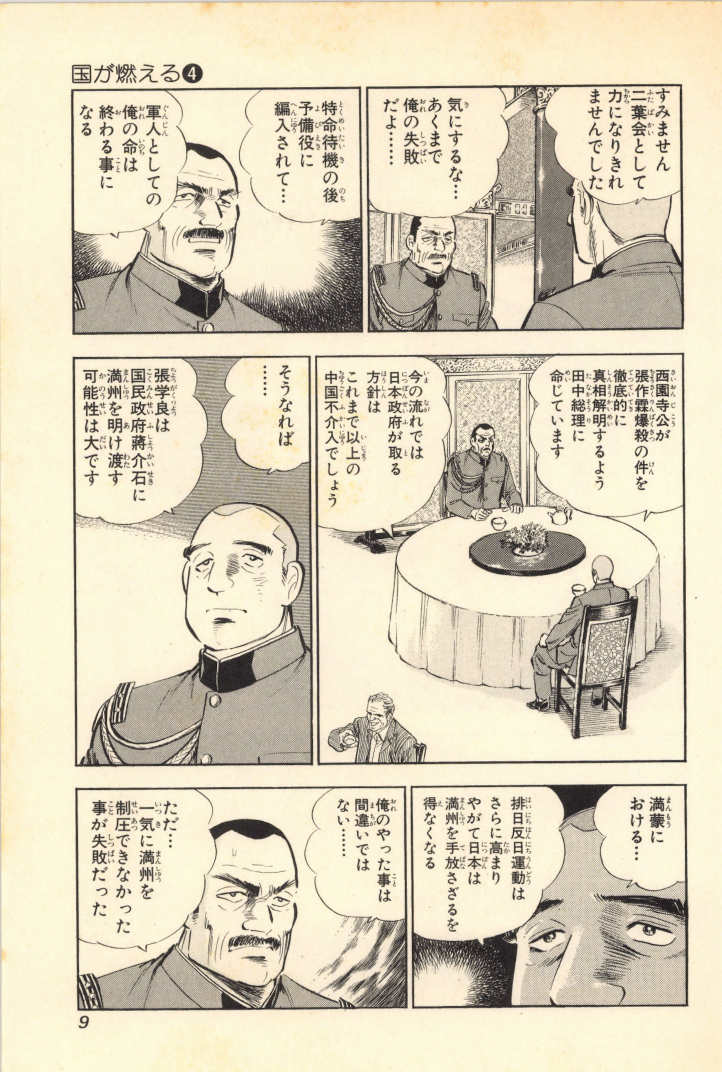 国が燃える❹
すみません
二葉会として
力になりきれ
ませんでした
気にするな…
あくまで
俺の失敗
だよ………
特命待機の後
予備役に
編入されて…
軍人としての
俺の命は
終わる事に
なる
西園寺公が
張作霖爆殺の件を
徹底的に
真相解明するよう
田中総理に
命じています
今の流れでは
日本政府が取る
方針は
これまで以上の
中国不介入でしょう
そうなれば
……
張学良は
国民政府蔣介石に
満州を明け渡す
可能性は大です
満蒙に
おける…
排日反日運動は
さらに高まり
やがて日本は
満州を手放さざるを
得なくなる
俺のやった事は
間違いでは
ない………
ただ…
一気に満州を
制圧できなかった
事が失敗だった
9